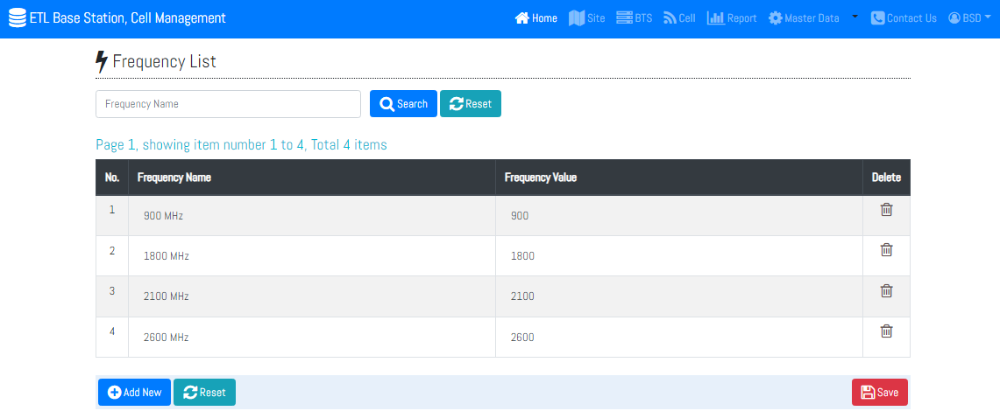 ETL Base Station, Cell Management Home Site BTS Cell Report Master Data Contact Us BSD
Frequency List
Frequency Name Search Reset
Page 1, showing item number 1 to 4, Total 4 items
No. Frequency Name Frequency Value Delete
1 900 MHz 900
2 1800 MHz 1800
3 2100 MHz 2100
4 2600 MHz 2600
Add New Reset Save